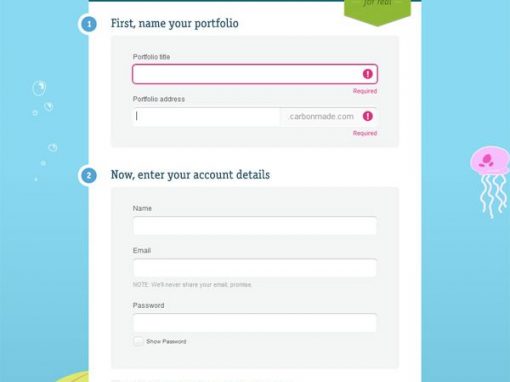 for real
1
First, name your portfolio
Portfolio title
Required
Portfolio address
.carbonmade.com
Required
2
Now, enter your account details
Name
Email
NOTE: We'll never share your email, promise.
Password
Show Password